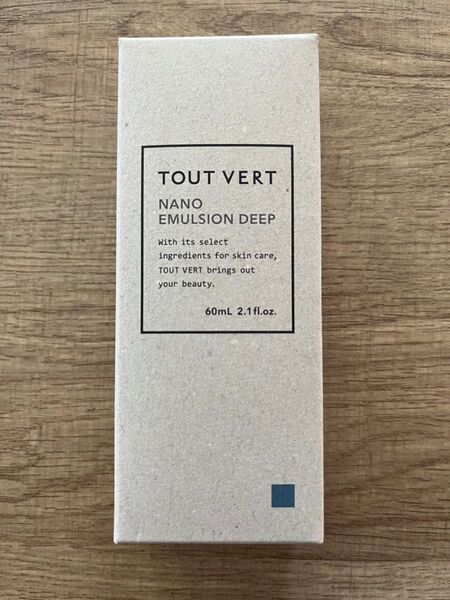 TOUT VERT
NANO
EMULSION DEEP
With its select
ingredients for skin care,
TOUT VERT brings out
your beauty.
60mL 2.1fl.oz.